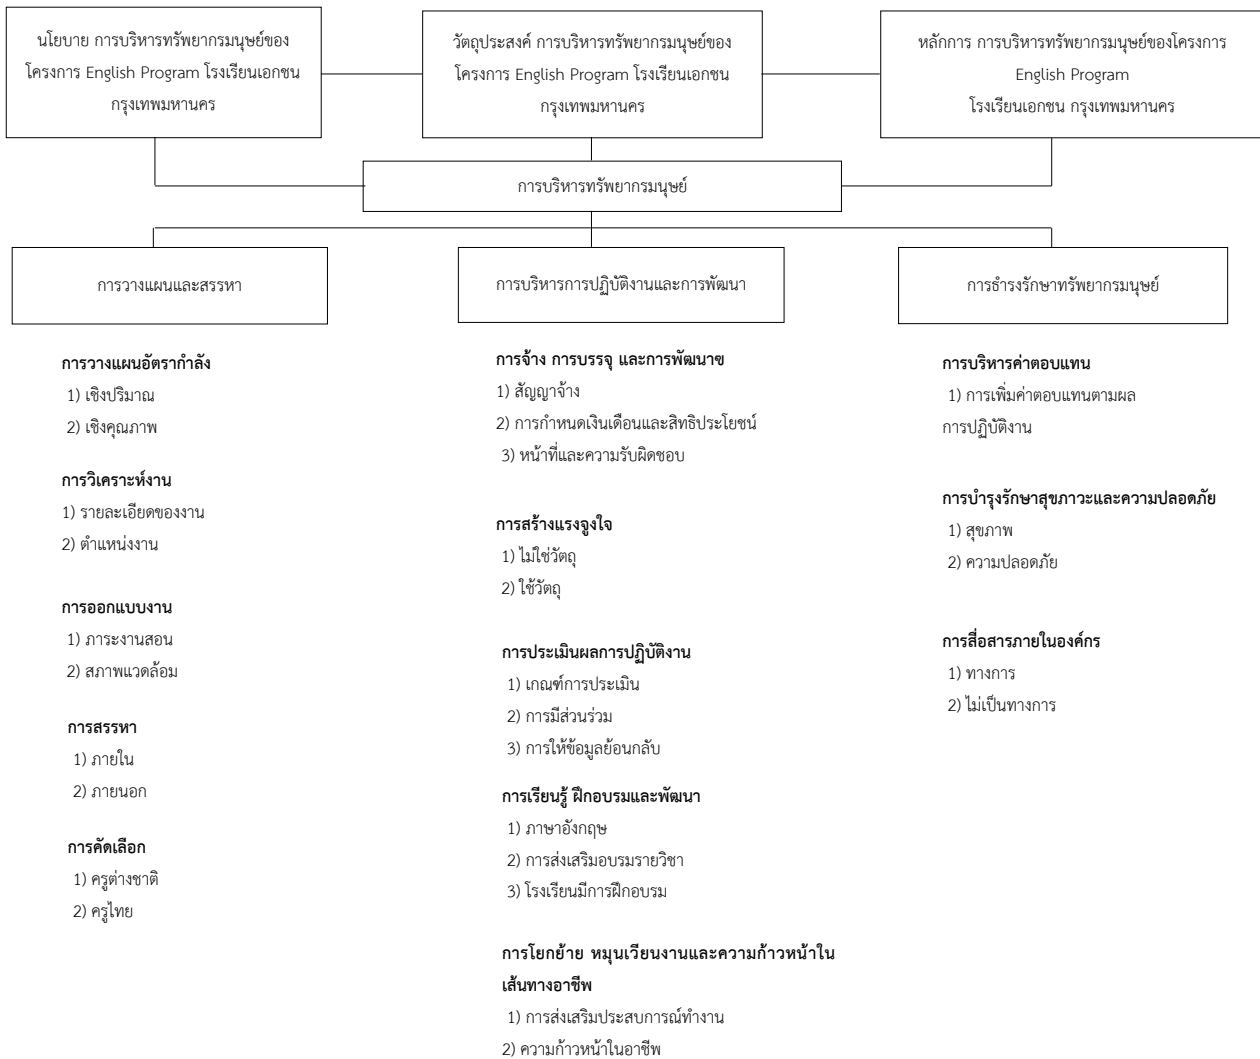 นโยบาย การบริหารทรัพยากรมนุษย์ของ
โครงการ English Program โรงเรียนเอกชน
กรุงเทพมหานคร
วัตถุประสงค์ การบริหารทรัพยากรมนุษย์ของ
โครงการ English Program โรงเรียนเอกชน
กรุงเทพมหานคร
หลักการ การบริหารทรัพยากรมนุษย์ของโครงการ
English Program
โรงเรียนเอกชน กรุงเทพมหานคร
การบริหารทรัพยากรมนุษย์
การวางแผนและสรรหา
การบริหารการปฏิบัติงานและการพัฒนา
การธำรงรักษาทรัพยากรมนุษย์
การวางแผนอัตรากำลัง
1) เชิงปริมาณ
2) เชิงคุณภาพ
การวิเคราะห์งาน
1) รายละเอียดของงาน
2) ตำแหน่งงาน
การออกแบบงาน
1) ภาระงานสอน
2) สภาพแวดล้อม
การสรรหา
1) ภายใน
2) ภายนอก
การคัดเลือก
1) ครูต่างชาติ
2) ครูไทย
การจ้าง การบรรจุ และการพัฒนาข
1) สัญญาจ้าง
2) การกำหนดเงินเดือนและสิทธิประโยชน์
3) หน้าที่และความรับผิดชอบ
การสร้างแรงจูงใจ
1) ไม่ใช่วัตถุ
2) ใช้วัตถุ
การประเมินผลการปฏิบัติงาน
1) เกณฑ์การประเมิน
2) การมีส่วนร่วม
3) การให้ข้อมูลย้อนกลับ
การเรียนรู้ ฝึกอบรมและพัฒนา
1) ภาษาอังกฤษ
2) การส่งเสริมอบรมรายวิชา
3) โรงเรียนมีการฝึกอบรม
การโยกย้าย หมุนเวียนงานและความก้าวหน้าใน
เส้นทางอาชีพ
1) การส่งเสริมประสบการณ์ทำงาน
2) ความก้าวหน้าในอาชีพ
การบริหารค่าตอบแทน
1) การเพิ่มค่าตอบแทนตามผล
การปฏิบัติงาน
การบำรุงรักษาสุขภาวะและความปลอดภัย
1) สุขภาพ
2) ความปลอดภัย
การสื่อสารภายในองค์กร
1) ทางการ
2) ไม่เป็นทางการ